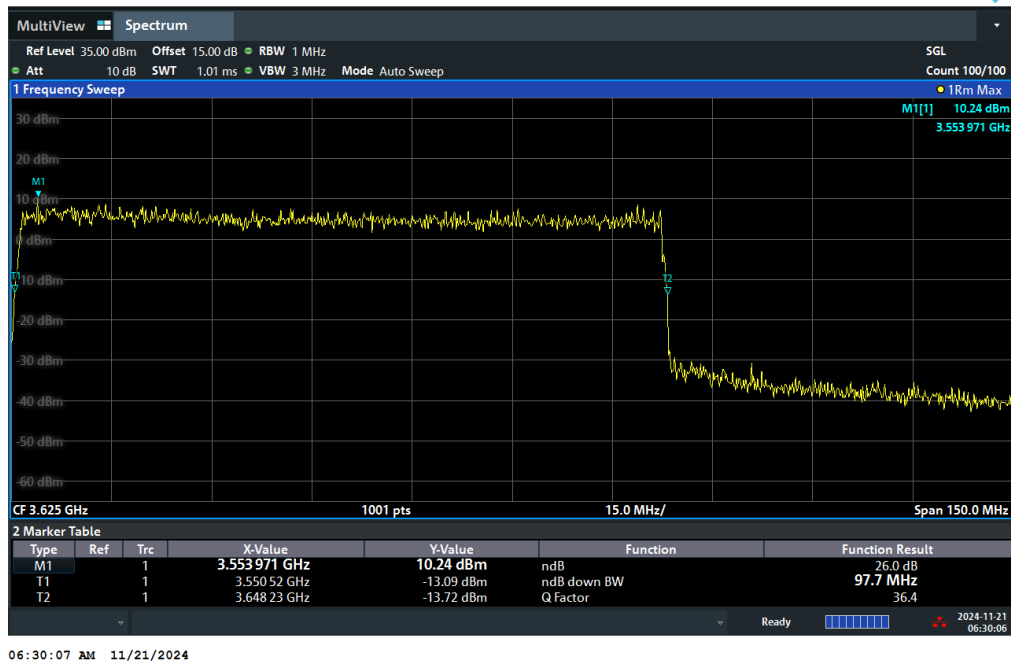 MultiView Spectrum
Ref Level 35.00 dBm Offset 15.00 dB RBW 1 MHz SGL
Att 10 dB SWT 1.01 ms VBW 3 MHz Mode Auto Sweep Count 100/100
1 Frequency Sweep 1Rm Max
M1[1] 10.24 dBm
30 dBm
3.553 971 GHz
20 dBm
M1
10 dBm
0 dBm
T1 T2
-10 dBm
-20 dBm
-30 dBm
-40 dBm
-50 dBm
-60 dBm
CF 3.625 GHz 1001 pts 15.0 MHz/ Span 150.0 MHz
2 Marker Table
Type Ref Trc X-Value Y-Value Function Function Result
M1 1 3.553 971 GHz 10.24 dBm ndB 26.0 dB
T1 1 3.550 52 GHz -13.09 dBm ndB down BW 97.7 MHz
T2 1 3.648 23 GHz -13.72 dBm Q Factor 36.4
Ready 2024-11-21
06:30:06
06:30:07 AM 11/21/2024